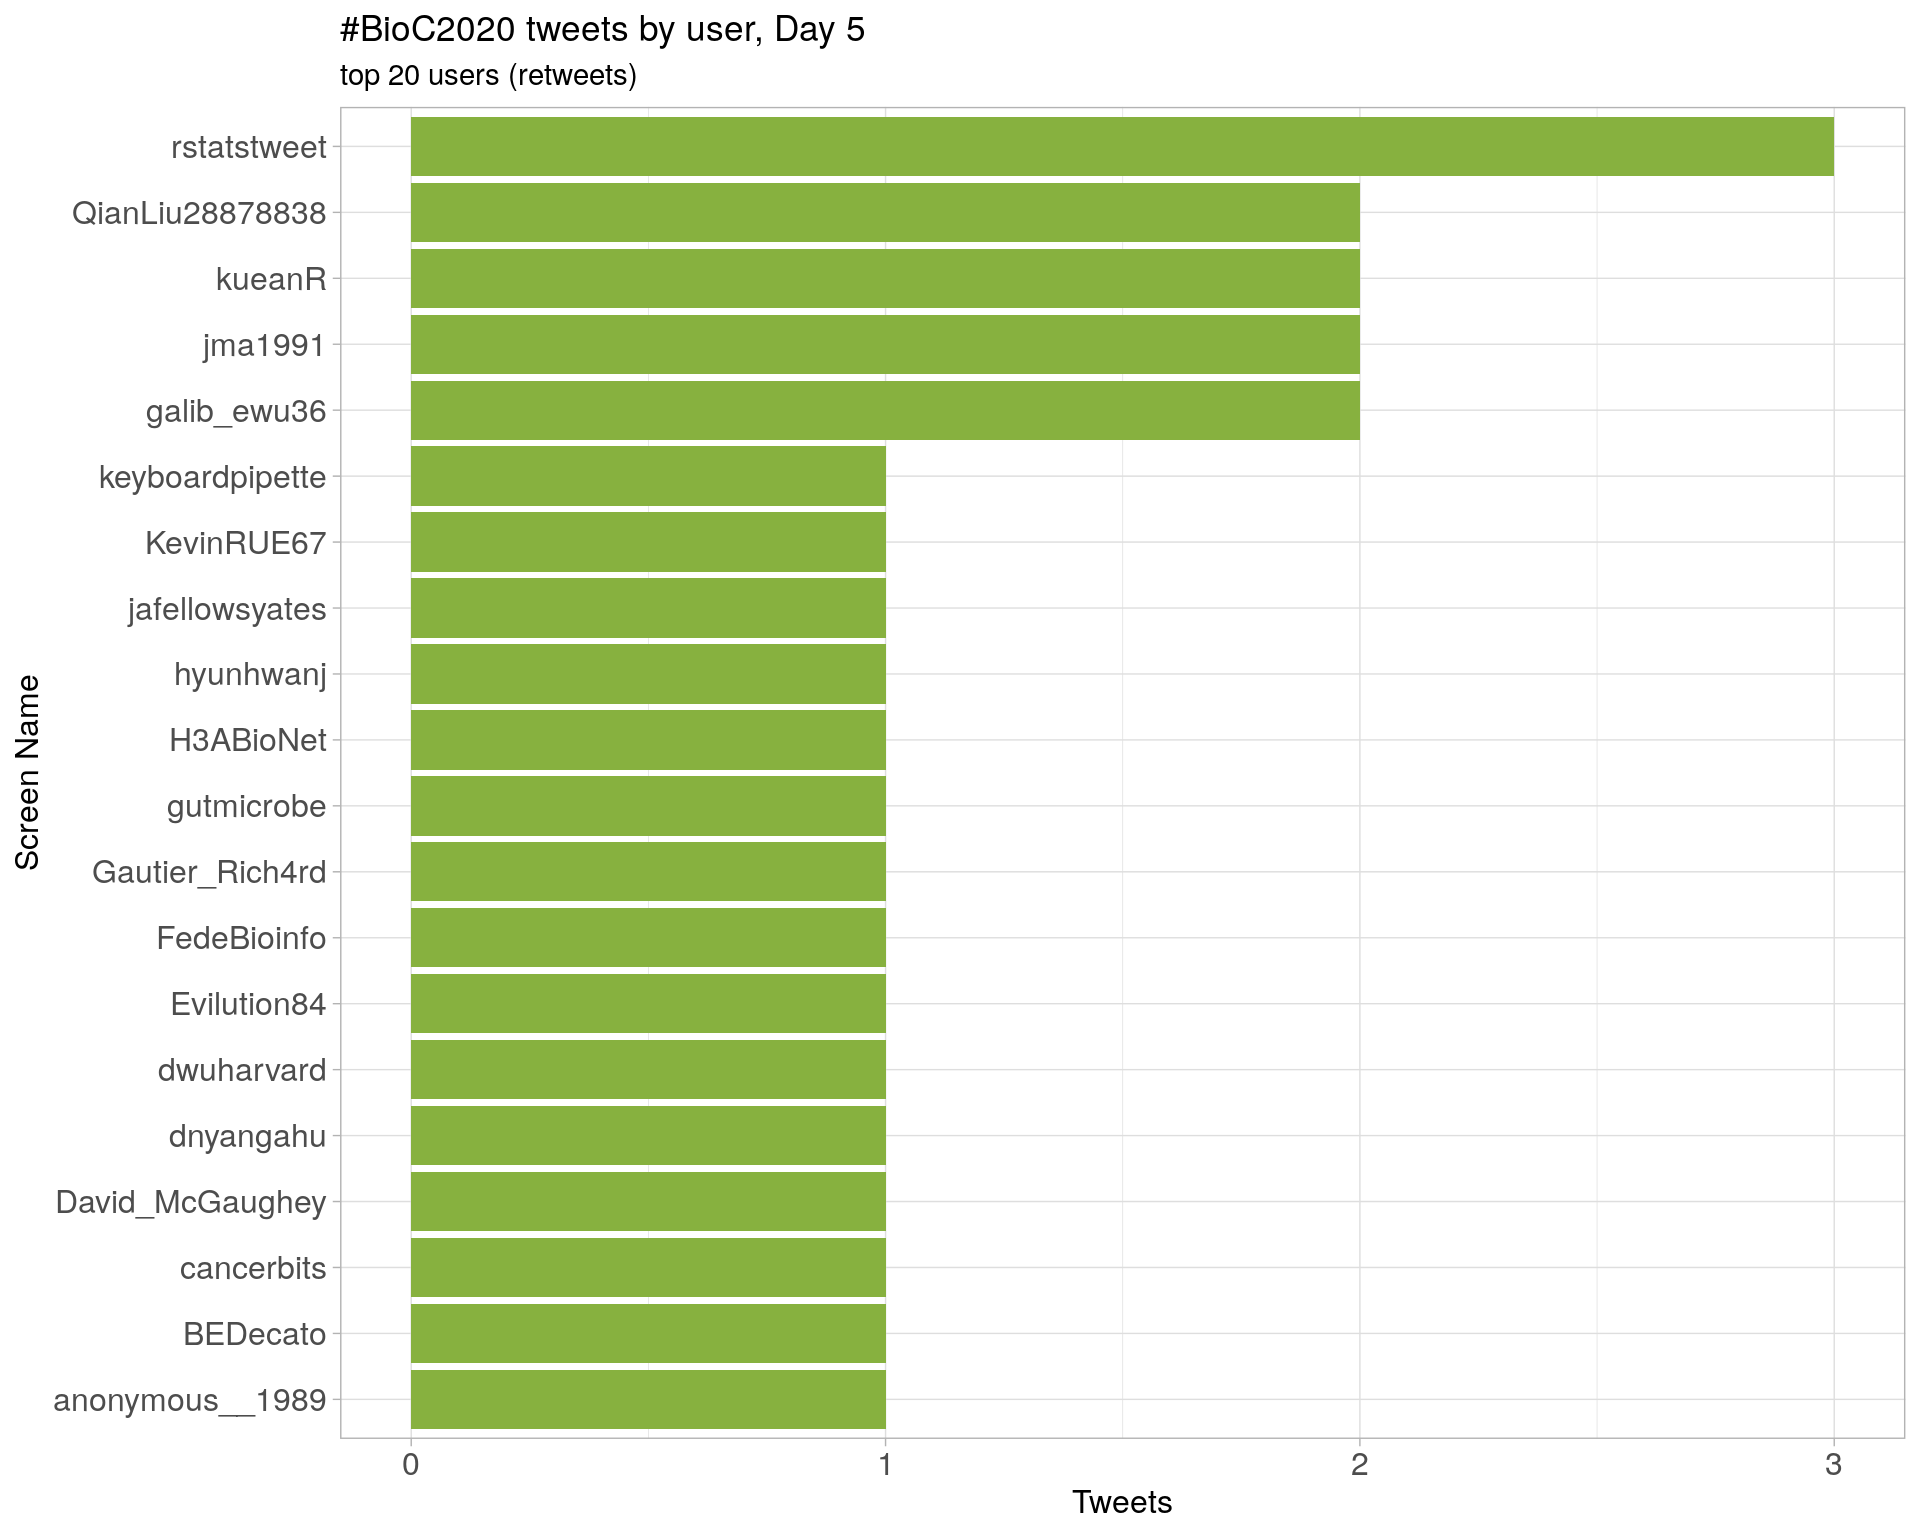 #BioC2020 tweets by user, Day 5
top 20 users (retweets)
rstatstweet
QianLiu28878838
kueanR
jma1991
galib_ewu36
keyboardpipette
KevinRUE67
jafellowsyates
hyunhwanj
H3ABioNet
gutmicrobe
Gautier_Rich4rd
FedeBioinfo
Evilution84
dwuharvard
dnyangahu
David_McGaughey
cancerbits
BEDecato
anonymous__1989
Screen Name
0 1 2 3
Tweets